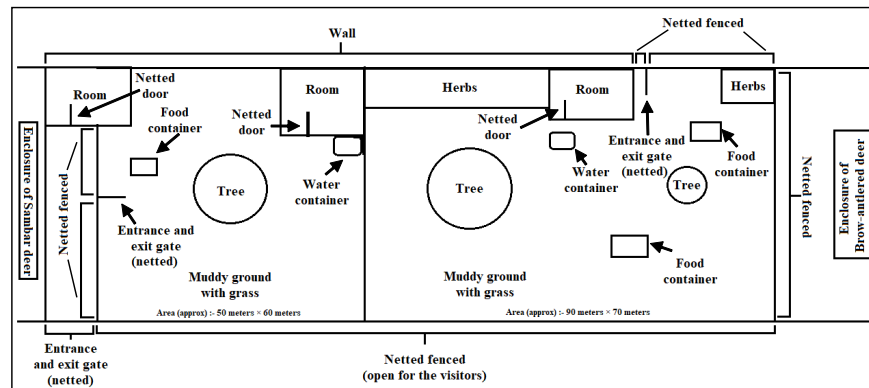 Wall
Netted fenced
Room
Netted
door
Food
container
Room
Netted
door
Water
container
Tree
Herbs
Room
Netted
door
Water
container
Tree
Entrance and
exit gate
(netted)
Herbs
Food
container
Tree
Food
container
Enclosure of Sambar deer
Netted fenced
Entrance and
exit gate
(netted)
Muddy ground
with grass
Area (approx) :- 50 meters × 60 meters
Muddy ground
with grass
Area (approx) :- 90 meters × 70 meters
Netted fenced
Enclosure of
Brow-antlered deer
Entrance
and exit gate
(netted)
Netted fenced
(open for the visitors)